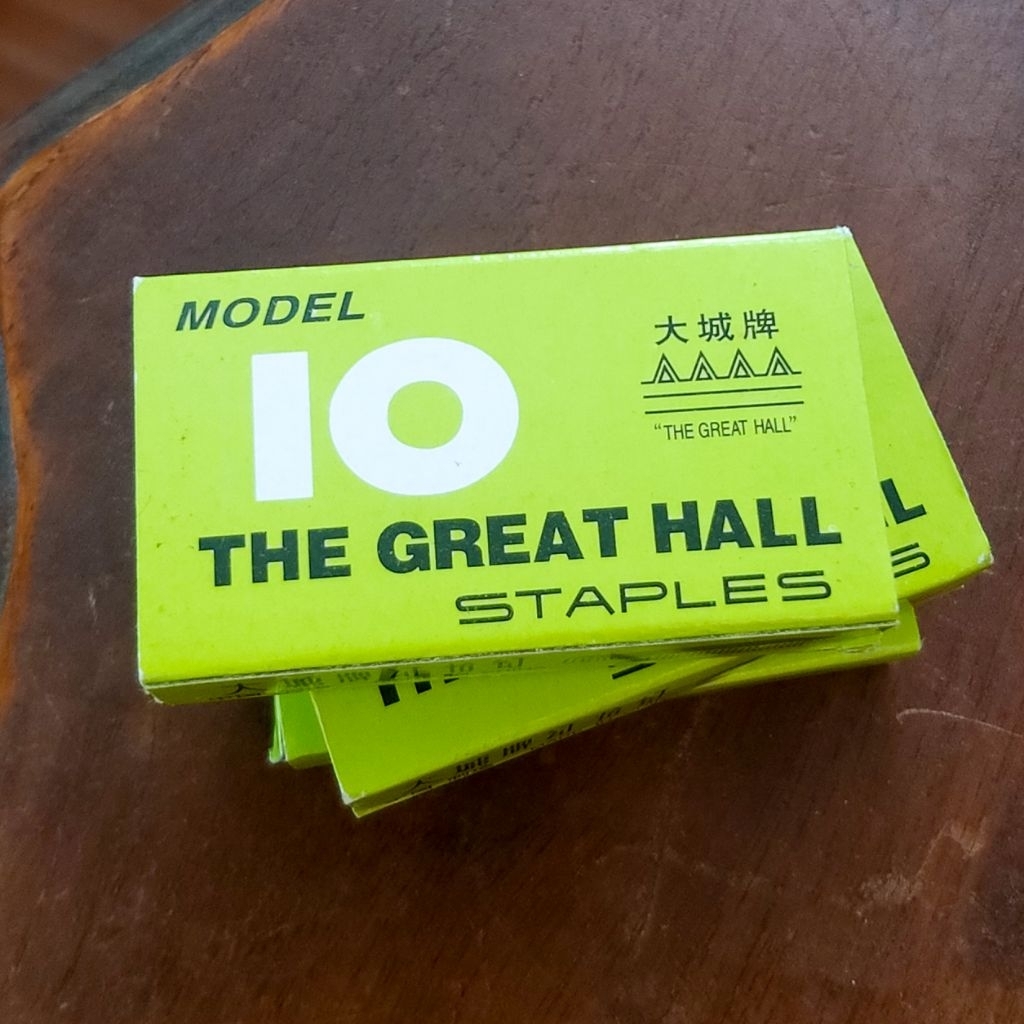 MODEL
10
大城牌
"THE GREAT HALL"
THE GREAT HALL
STAPLES
L
S